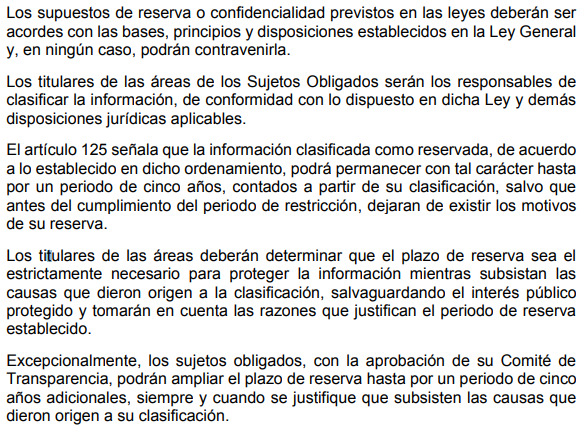 Los supuestos de reserva o confidencialidad previstos en las leyes deberán ser
acordes con las bases, principios y disposiciones establecidos en la Ley General
y, en ningún caso, podrán contravenirla.
Los titulares de las áreas de los Sujetos Obligados serán los responsables de
clasificar la información, de conformidad con lo dispuesto en dicha Ley y demás
disposiciones jurídicas aplicables.
El artículo 125 señala que la información clasificada como reservada, de acuerdo
a lo establecido en dicho ordenamiento, podrá permanecer con tal carácter hasta
por un periodo de cinco años, contados a partir de su clasificación, salvo que
antes del cumplimiento del periodo de restricción, dejaran de existir los motivos
de su reserva.
Los titulares de las áreas deberán determinar que el plazo de reserva sea el
estrictamente necesario para proteger la información mientras subsistan las
causas que dieron origen a la clasificación, salvaguardando el interés público
protegido y tomarán en cuenta las razones que justifican el periodo de reserva
establecido.
Excepcionalmente, los sujetos obligados, con la aprobación de su Comité de
Transparencia, podrán ampliar el plazo de reserva hasta por un periodo de cinco
años adicionales, siempre y cuando se justifique que subsisten las causas que
dieron origen a su clasificación.